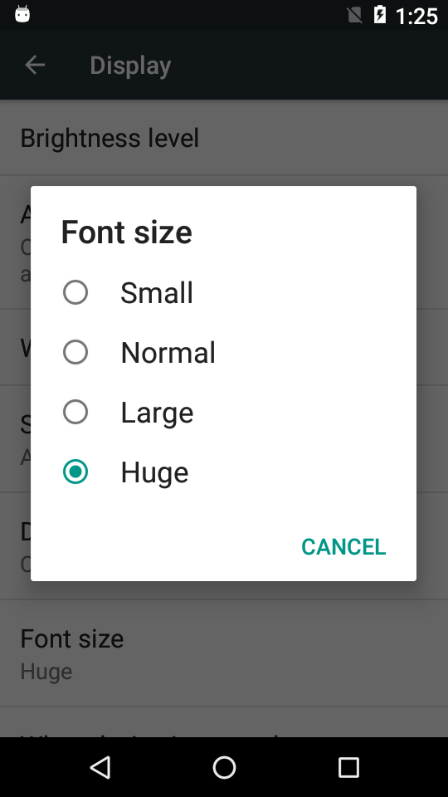 1:25
Display
Brightness level
Font size
Small
Normal
Large
Huge
CANCEL
Font size
Huge